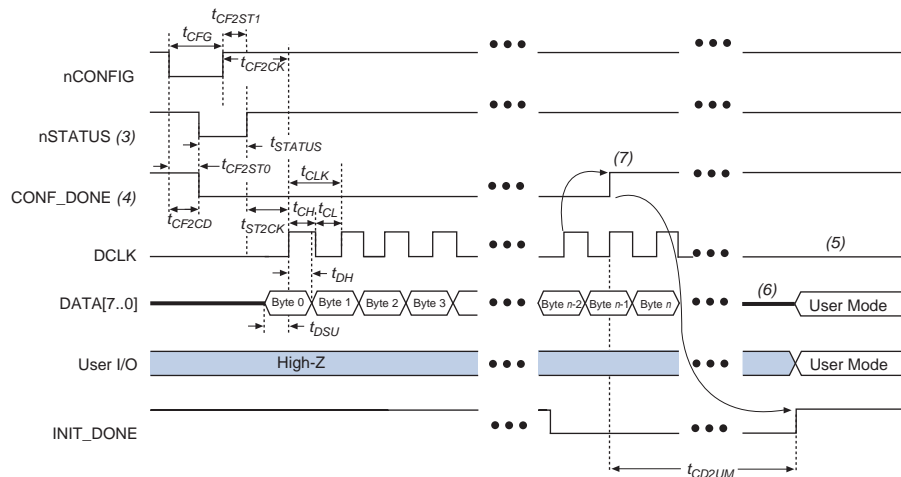 tCF2ST1
tCFG
tCF2CK
nCONFIG
nSTATUS (3)
tSTATUS
tCF2ST0
tCLK
(7)
CONF_DONE (4)
tCH tCL
tCF2CD
tST2CK
DCLK
(5)
tDH
DATA[7..0]
Byte 0 Byte 1 Byte 2 Byte 3
Byte n-2 Byte n-1 Byte n
(6)
User Mode
tDSU
User I/O
High-Z
User Mode
INIT_DONE
tCD2UM